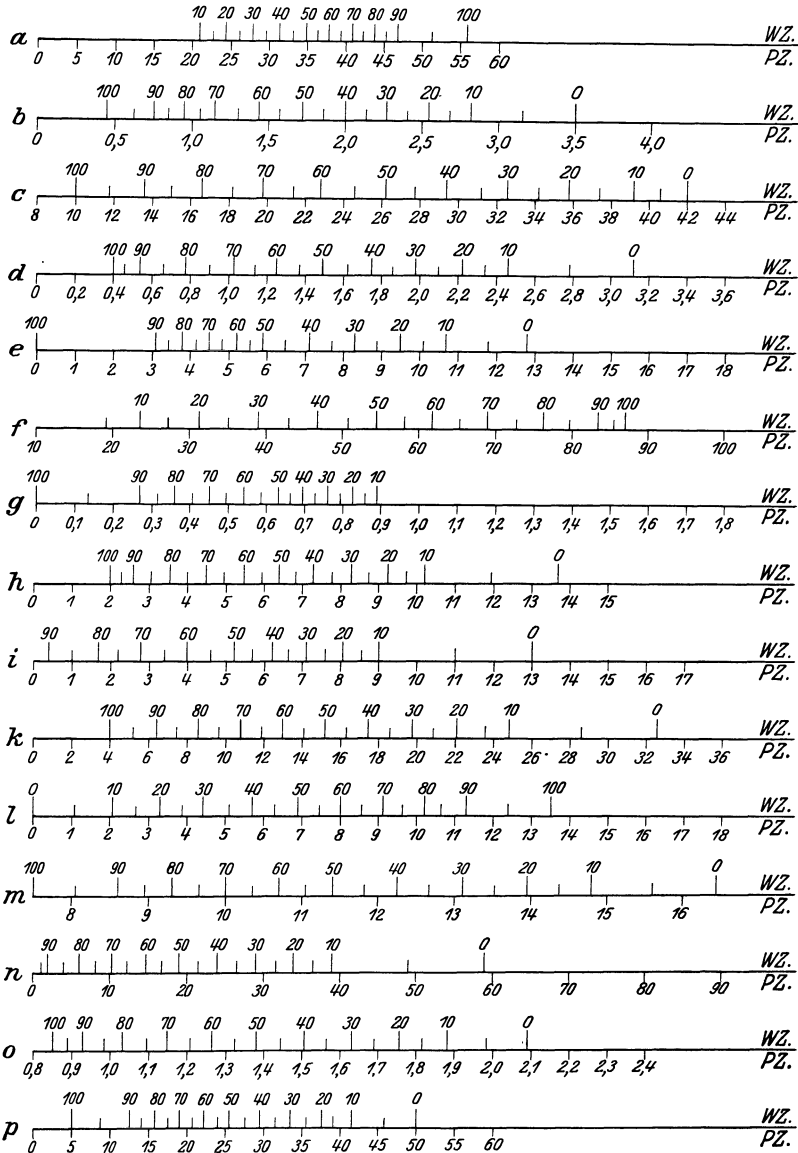 10 20 30 40 50 60 70 80 90 100
a WZ.
0 5 10 15 20 25 30 35 40 45 50 55 60 PZ.
100 90 80 70 60 50 40 30 20 10 0
b WZ.
0 0,5 1,0 1,5 2,0 2,5 3,0 3,5 4,0 PZ.
100 90 80 70 60 50 40 30 20 10 0
c WZ.
8 10 12 14 16 18 20 22 24 26 28 30 32 34 36 38 40 42 44 PZ.
100 90 80 70 60 50 40 30 20 10 0
d WZ.
0 0,2 0,4 0,6 0,8 1,0 1,2 1,4 1,6 1,8 2,0 2,2 2,4 2,6 2,8 3,0 3,2 3,4 3,6 PZ.
100 90 80 70 60 50 40 30 20 10 0
e WZ.
0 1 2 3 4 5 6 7 8 9 10 11 12 13 14 15 16 17 18 PZ.
10 20 30 40 50 60 70 80 90 100
f WZ.
10 20 30 40 50 60 70 80 90 100 PZ.
100 90 80 70 60 50 40 30 20 10
g WZ.
0 0,1 0,2 0,3 0,4 0,5 0,6 0,7 0,8 0,9 1,0 1,1 1,2 1,3 1,4 1,5 1,6 1,7 1,8 PZ.
100 90 80 70 60 50 40 30 20 10 0
h WZ.
0 1 2 3 4 5 6 7 8 9 10 11 12 13 14 15 PZ.
90 80 70 60 50 40 30 20 10 0
i WZ.
0 1 2 3 4 5 6 7 8 9 11 13 14 15 16 17 PZ.
100 90 80 70 60 50 40 30 20 10 0
k WZ.
0 2 4 6 8 10 12 14 16 18 20 22 24 26 28 30 32 34 36 PZ.
0 10 20 30 40 50 60 70 80 90 100
l WZ.
0 1 2 3 4 5 6 7 8 9 10 11 12 13 14 15 16 17 18 PZ.
100 90 80 70 60 50 40 30 20 10 0
m WZ.
8 9 10 11 12 13 14 15 16 PZ.
90 80 70 60 50 40 30 20 10 0
n WZ.
0 10 20 30 40 50 60 70 80 90 PZ.
100 90 80 70 60 50 40 30 20 10 0
o WZ.
0,8 0,9 1,0 1,1 1,2 1,3 1,4 1,5 1,6 1,7 1,8 1,9 2,0 2,1 2,2 2,3 2,4 PZ.
100 90 80 70 60 50 40 30 20 10 0
p WZ.
0 5 10 15 20 25 30 35 40 45 50 55 60 PZ.